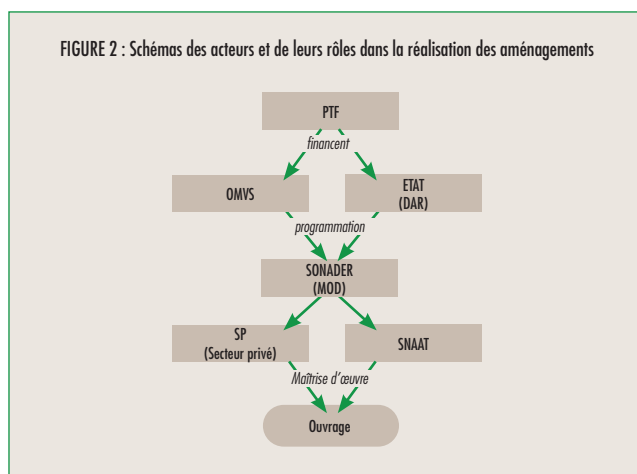 FIGURE 2 : Schémas des acteurs et de leurs rôles dans la réalisation des aménagements
PTF
financent
OMVS
ETAT
(DAR)
programmation
SONADER
(MOD)
SP
(Secteur privé)
SNAAT
Maîtrise d'œuvre
Ouvrage